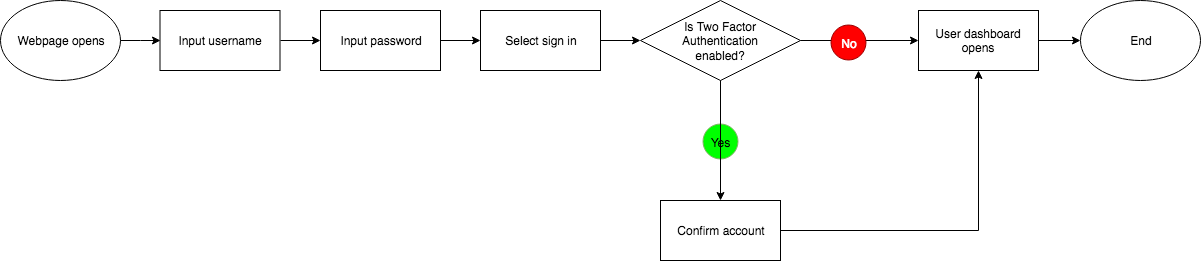 Webpage opens
Input username
Input password
Select sign in
Is Two Factor
Authentication
enabled?
No
User dashboard
opens
End
Yes
Confirm account